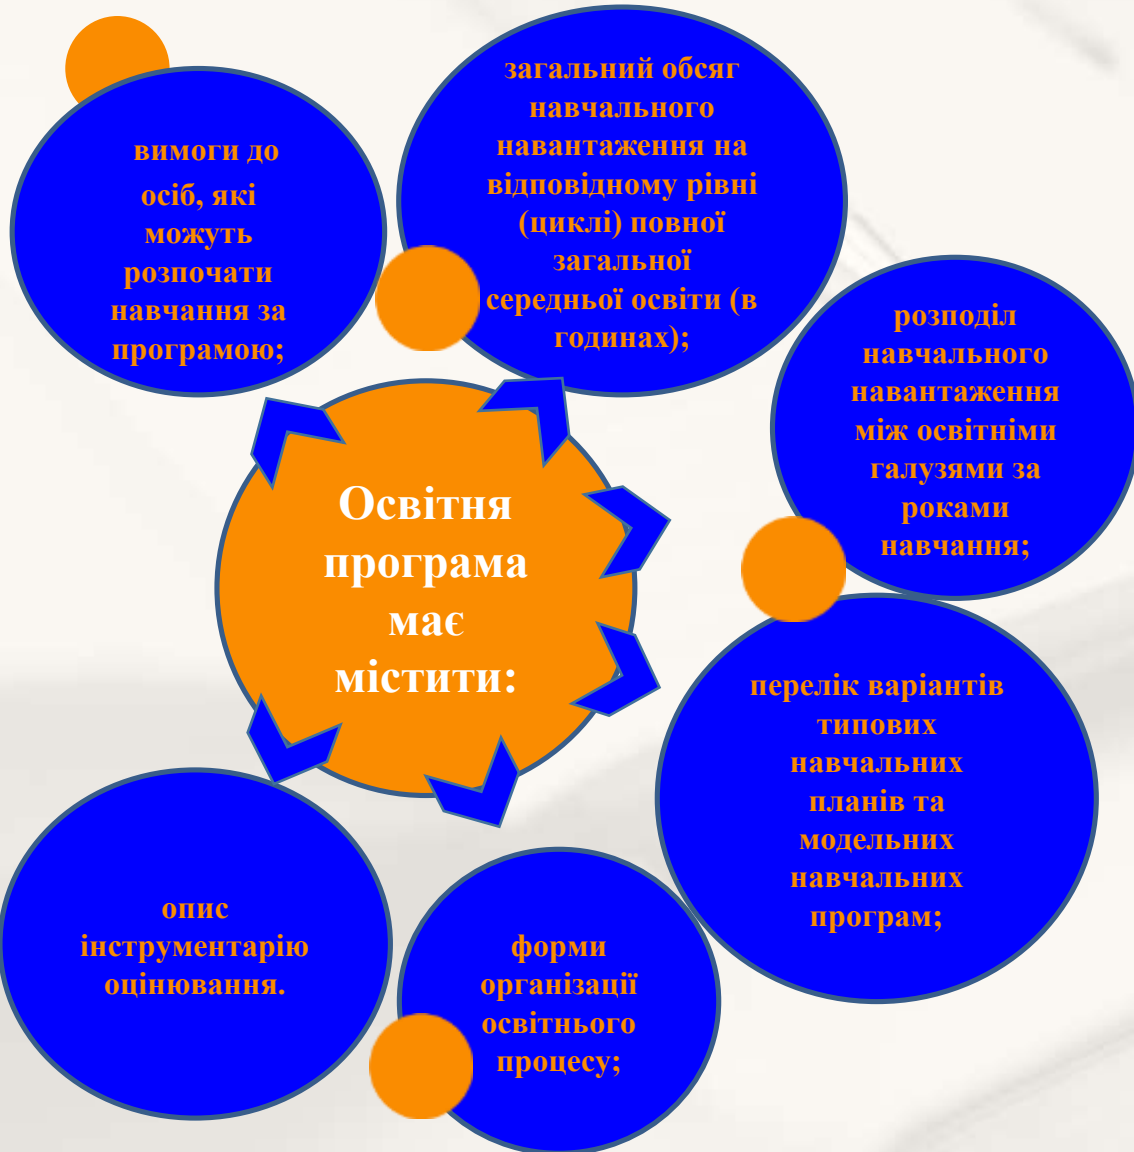 вимоги до
осіб, які
можуть
розпочати
навчання за
програмою;
загальний обсяг
навчального
навантаження на
відповідному рівні
(циклі) повної
загальної
середньої освіти (в
годинах);
розподіл
навчального
навантаження
між освітніми
галузями за
роками
навчання;
Освітня
програма
має
містити:
перелік варіантів
типових
навчальних
планів та
модельних
навчальних
програм;
форми
організації
освітнього
процесу;
опис
інструментарію
оцінювання.